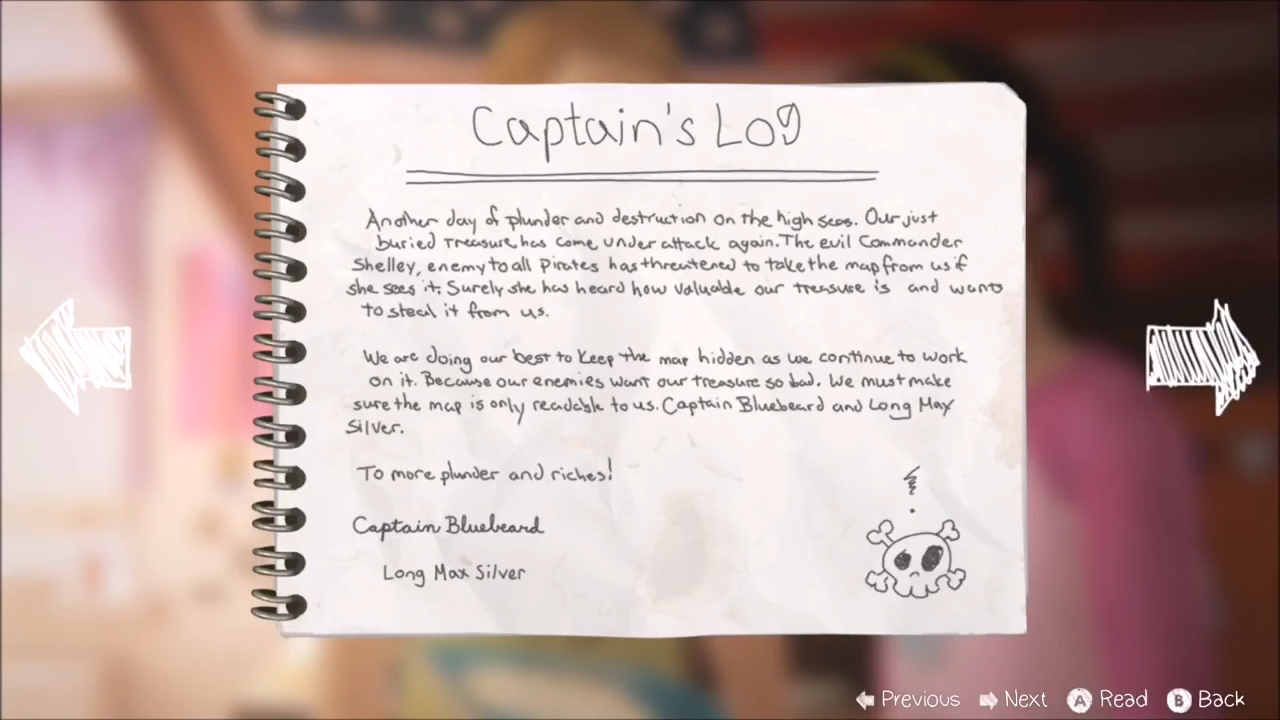 Captain's Log
Another day of plunder and destruction on the high seas. Our just
buried treasure has come under attack again. The evil Commander
Shelley, enemy to all Pirates has threatened to take the map from us if
she sees it. Surely she has heard how valuable our treasure is and wants
to steal it from us.
We are doing our best to keep the map hidden as we continue to work
on it. Because our enemies want our treasure so bad. We must make
sure the map is only readable to us. Captain Bluebeard and Long Max
Silver.
To more plunder and riches!
Captain Bluebeard
Long Max Silver
Previous Next A Read B Back